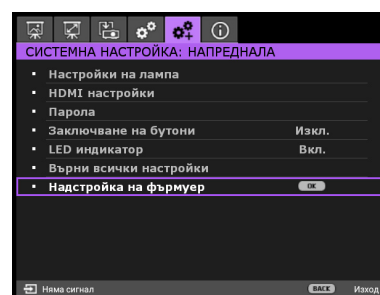 СИСТЕМНА НАСТРОЙКА: НАПРЕДНАЛА
▪ Настройки на лампа
▪ HDMI настройки
▪ Парола
▪ Заключване на бутони Изкл.
▪ LED индикатор Вкл.
▪ Върни всички настройки
▪ Надстройка на фърмуер OK
Няма сигнал BACK Изход